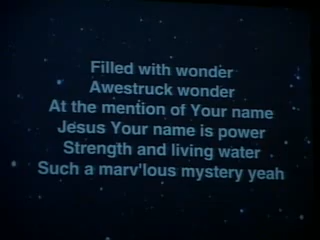 Filled with wonder
Awestruck wonder
At the mention of Your name
Jesus Your name is power
Strength and living water
Such a marv'lous mystery yeah